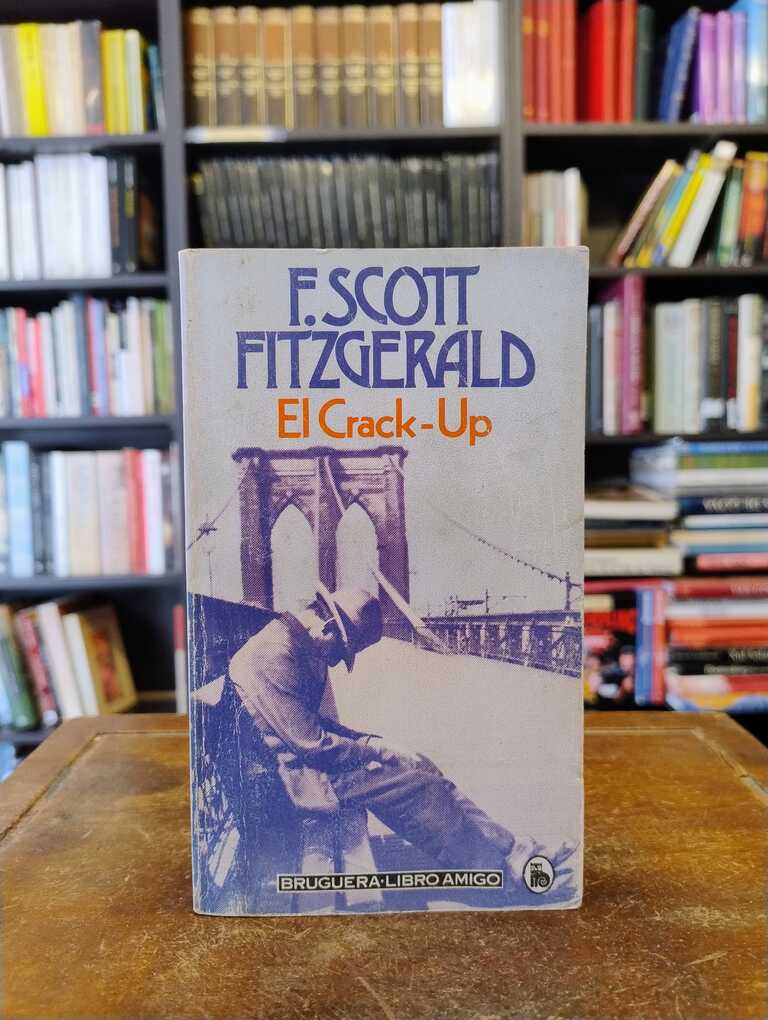 F. SCOTT
FITZGERALD
El Crack-Up
BRUGUERA·LIBRO AMIGO